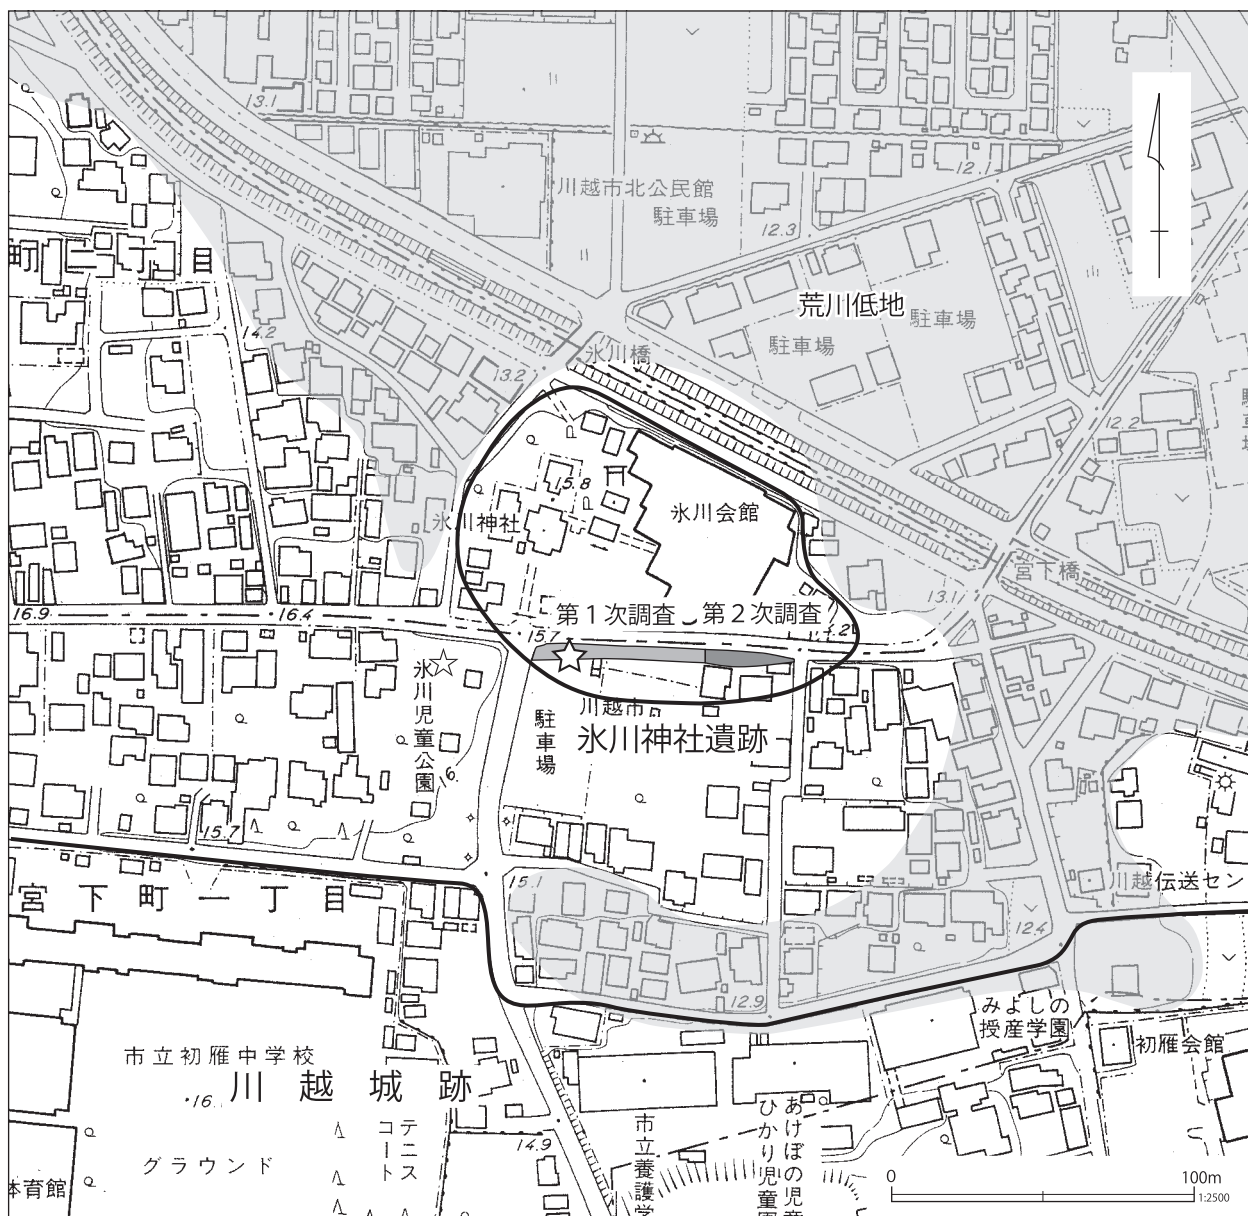 13.1
川越市北公民館
駐車場
12.1
12.3
荒川低地
駐車場
駐車場
目
14.2
氷川橋
13.2
12.2
15.8
氷川神社
氷川会館
宮下橋
13.1
16.9
16.4
第1次調査
第2次調査
15.7
氷川児童公園
川越市
駐車場
氷川神社遺跡
16.
15.7
15.1
川越伝送セン
宮下町一丁目
124
12.9
みよしの
授産学園
初雁会館
市立初雁中学校
川越城跡
16.
テニス
コート
14.9
グラウンド
体育館
市立養護学
あけぼの児童
ひかり児童園
0
100m
1:2500